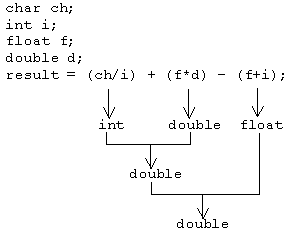 char ch;
int i;
float f;
double d;
result = (ch/i) + (f*d) - (f+i);
int double float
double
double